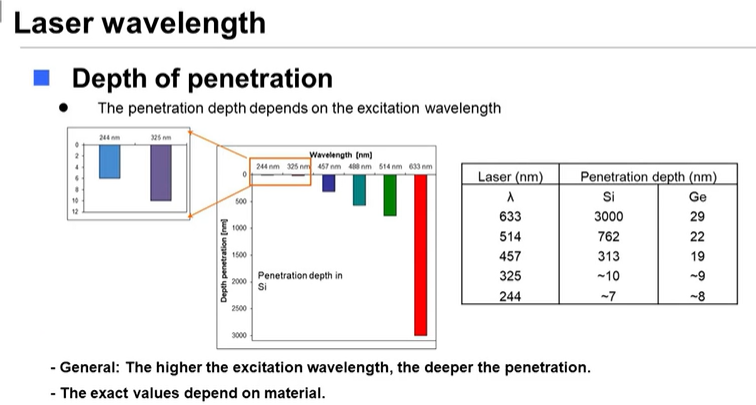 Laser wavelength
Depth of penetration
The penetration depth depends on the excitation wavelength
244 nm 325 nm
0
2
4
6
8
10
12
Wavelength [nm]
244 nm 325 nm 457 nm 488 nm 514 nm 633 nm
0
500
1000
1500
2000
2500
3000
Depth penetration [nm]
Penetration depth in
Si
Laser (nm) Penetration depth (nm)
λ Si Ge
633 3000 29
514 762 22
457 313 19
325 ~10 ~9
244 ~7 ~8
- General: The higher the excitation wavelength, the deeper the penetration.
- The exact values depend on material.